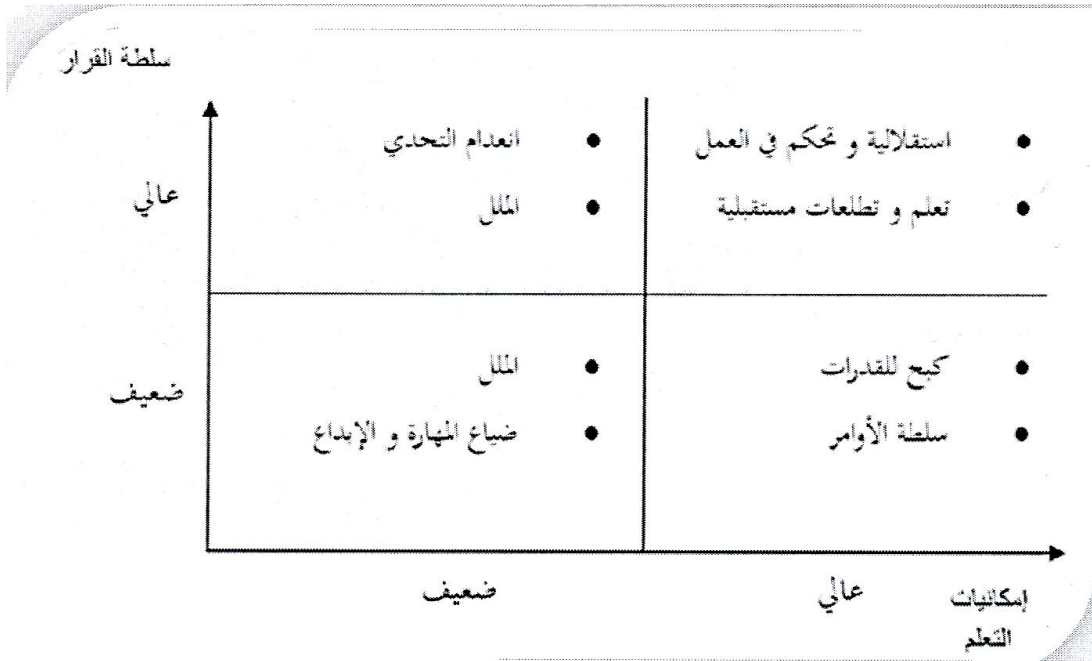 سلطة القرار
استقلالية و تحكم في العمل
انعدام التحدي
عالي
تعلم و تطلعات مستقبلية
الملل
كبح للقدرات
الملل
ضعيف
سلطة الأوامر
ضياع المهارة و الإبداع
عالي
ضعيف
إمكانيات
التعلم